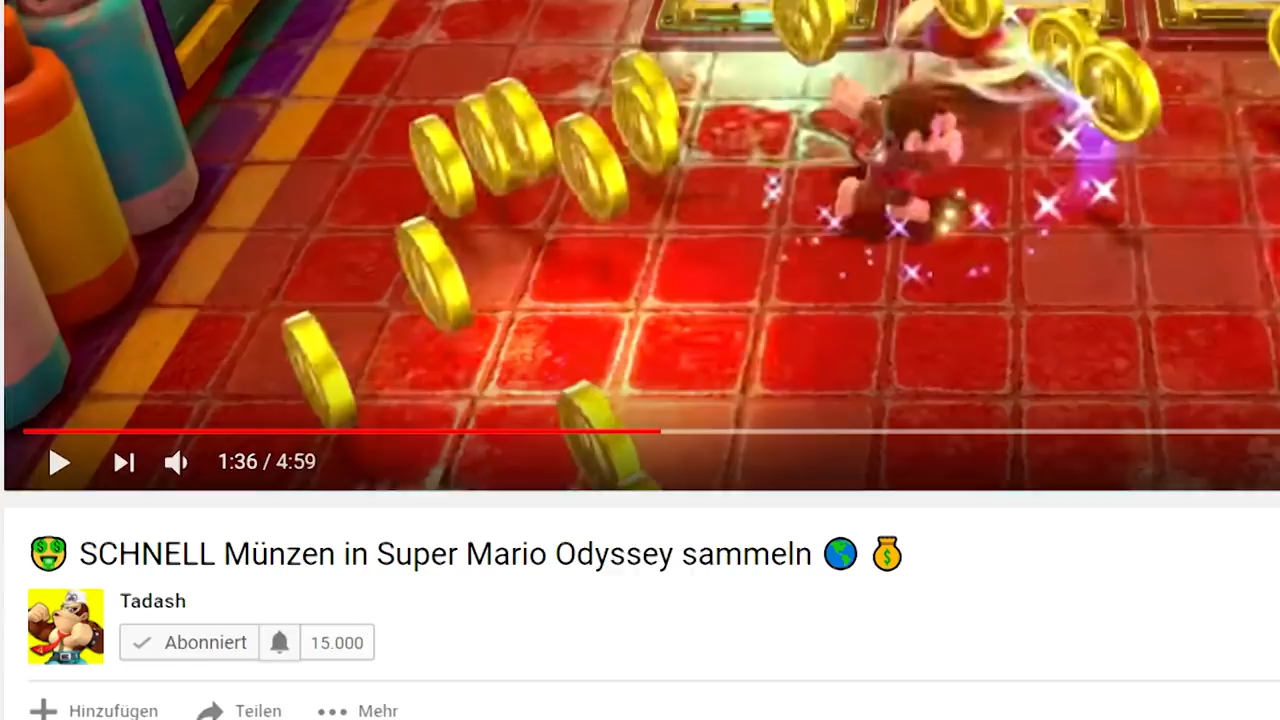 1:36 / 4:59
🤑 SCHNELL Münzen in Super Mario Odyssey sammeln 🌎 💰
Tadash
Abonniert 15.000
Hinzufügen Teilen Mehr